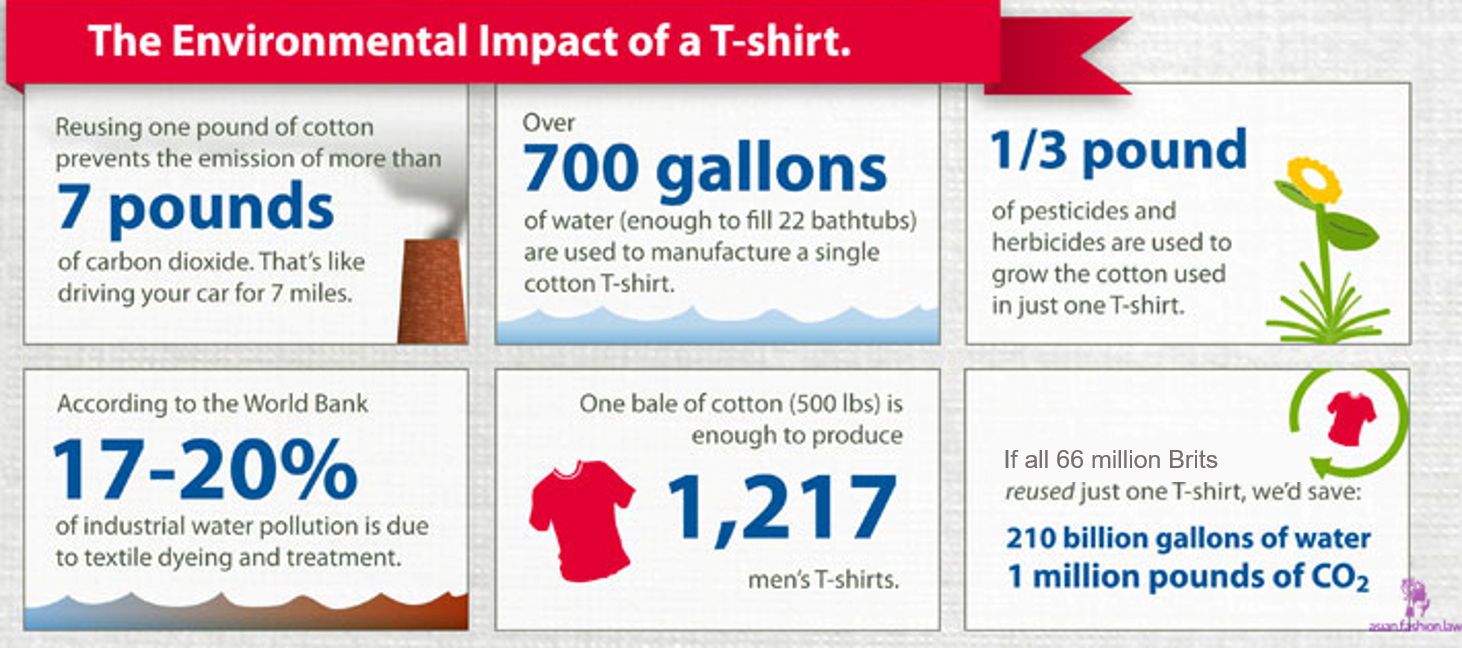 The Environmental Impact of a T-shirt.
Reusing one pound of cotton
prevents the emission of more than
7 pounds
of carbon dioxide. That's like
driving your car for 7 miles.
Over
700 gallons
of water (enough to fill 22 bathtubs)
are used to manufacture a single
cotton T-shirt.
1/3 pound
of pesticides and
herbicides are used to
grow the cotton used
in just one T-shirt.
According to the World Bank
17-20%
of industrial water pollution is due
to textile dyeing and treatment.
One bale of cotton (500 lbs) is
enough to produce
1,217
men's T-shirts.
If all 66 million Brits
reused just one T-shirt, we'd save:
210 billion gallons of water
1 million pounds of CO₂
asian.fashion.law